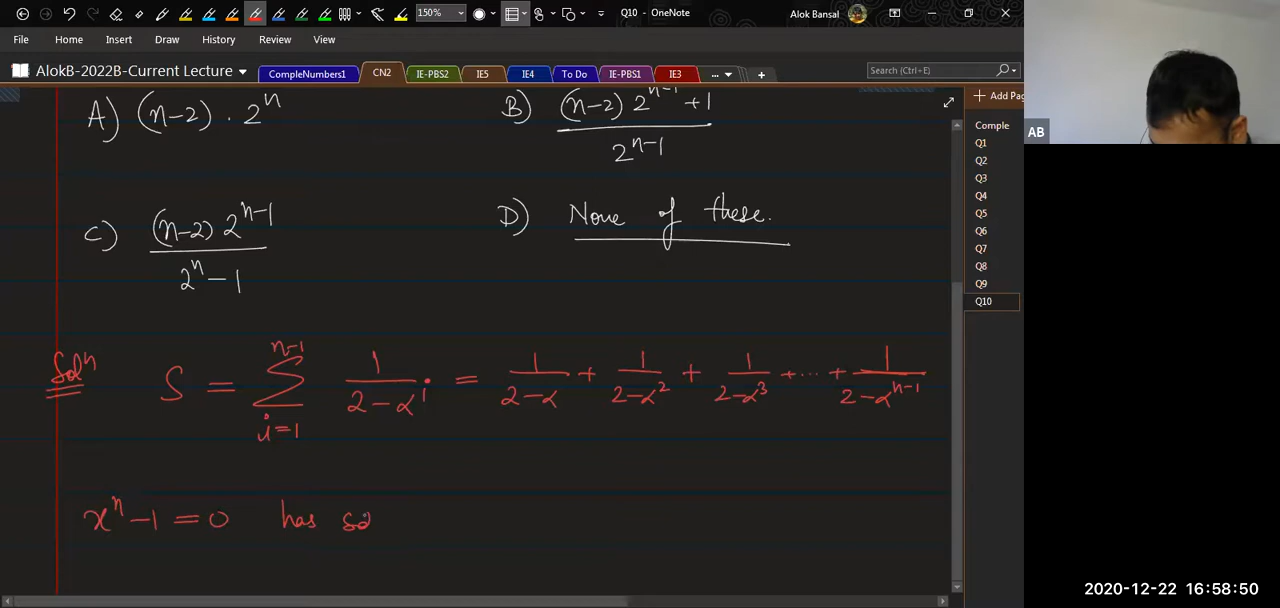 150%
Q10 - OneNote
Alok Bansal
File Home Insert Draw History Review View
AlokB-2022B-Current Lecture
CompleNumbers1 CN2 IE-PBS2 IE5 IE4 To Do IE-PBS1 IE3 ...
Search (Ctrl+E)
Add Pag
Comple
Q1
Q2
Q3
Q4
Q5
Q6
Q7
Q8
Q9
Q10
AB
A) (n-2) . 2^n
B) ((n-2) 2^(n-1) + 1) / 2^(n-1)
C) ((n-2) 2^(n-1)) / (2^n - 1)
D) None of these.
Solⁿ S = Σ_{i=1}^{n-1} 1/(2-α^i) = 1/(2-α) + 1/(2-α^2) + 1/(2-α^3) + ... + 1/(2-α^(n-1))
x^n - 1 = 0 has so
2020-12-22 16:58:50